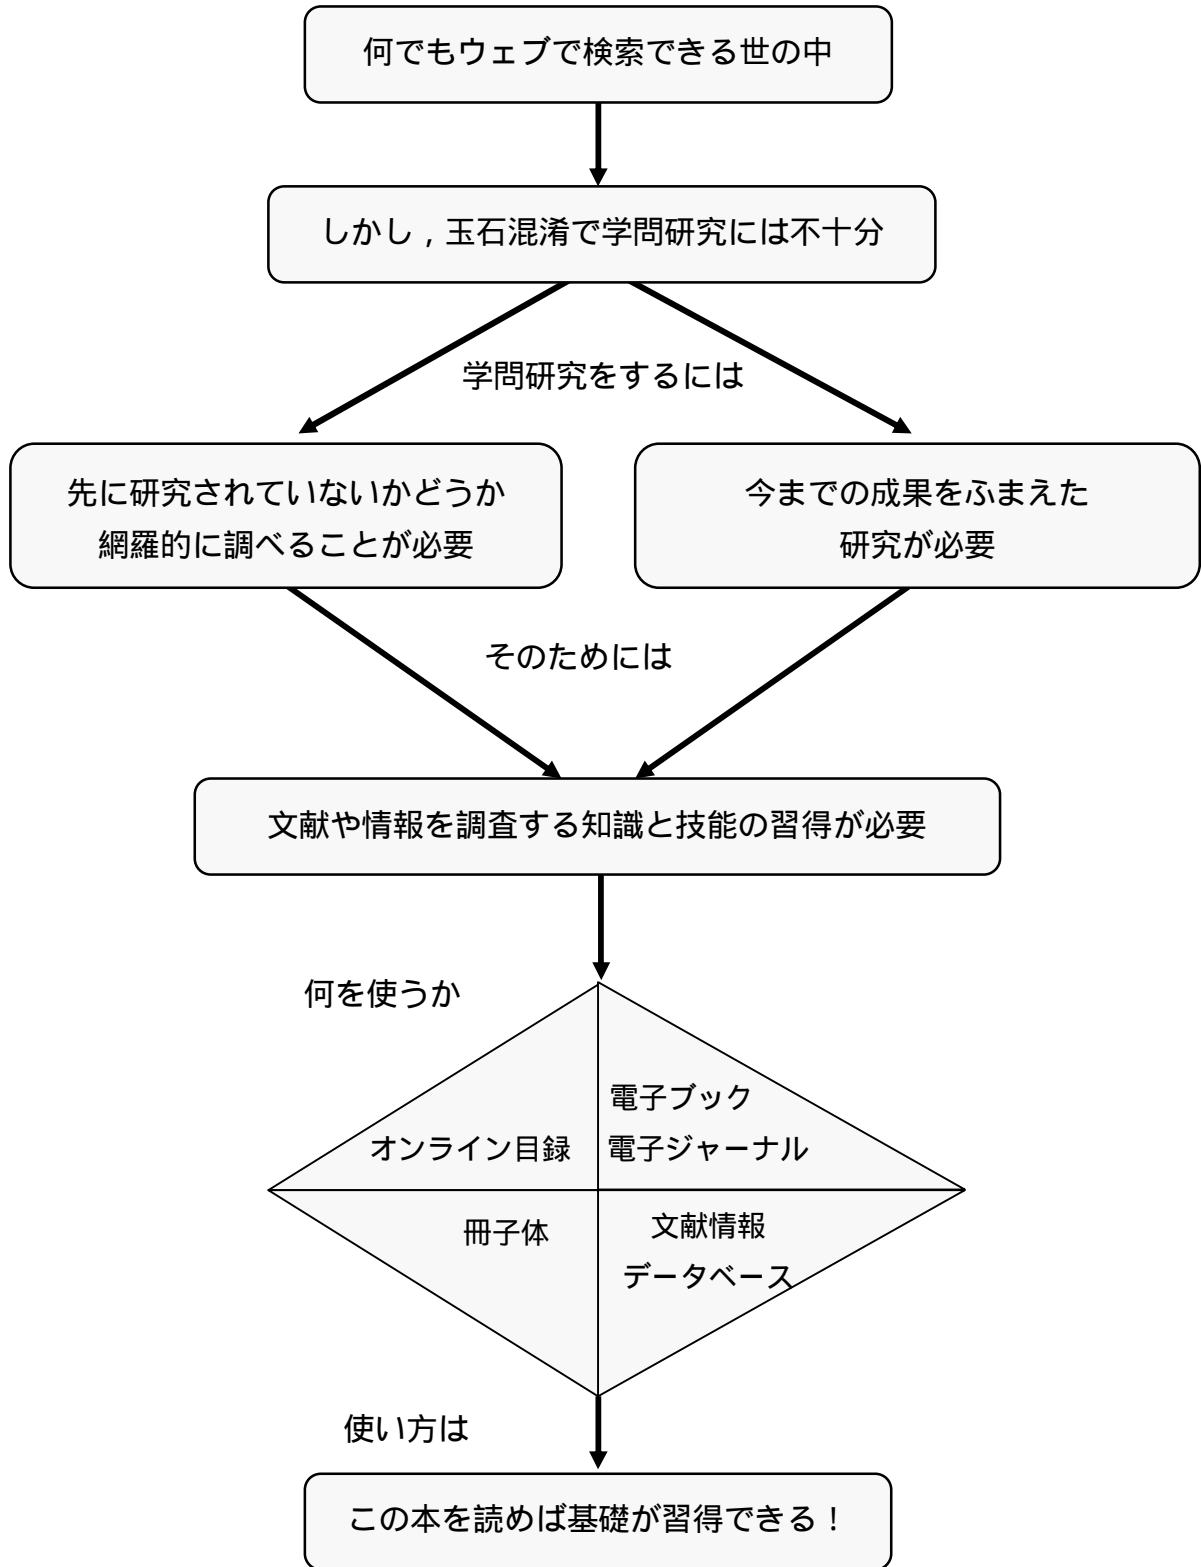 何でもウェブで検索できる世の中
しかし，玉石混淆で学問研究には不十分
学問研究をするには
先に研究されていないかどうか
網羅的に調べることが必要
今までの成果をふまえた
研究が必要
そのためには
文献や情報を調査する知識と技能の習得が必要
何を使うか
電子ブック
オンライン目録
電子ジャーナル
冊子体
文献情報
データベース
使い方は
この本を読めば基礎が習得できる！